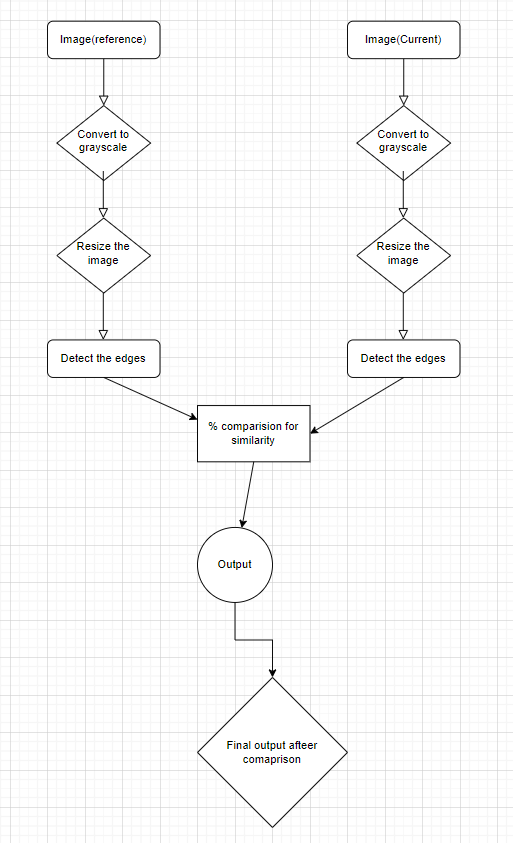 Image(reference)
Image(Current)
Convert to
grayscale
Convert to
grayscale
Resize the
image
Resize the
image
Detect the edges
Detect the edges
% comparision for
similarity
Output
Final output afteer
comaprison